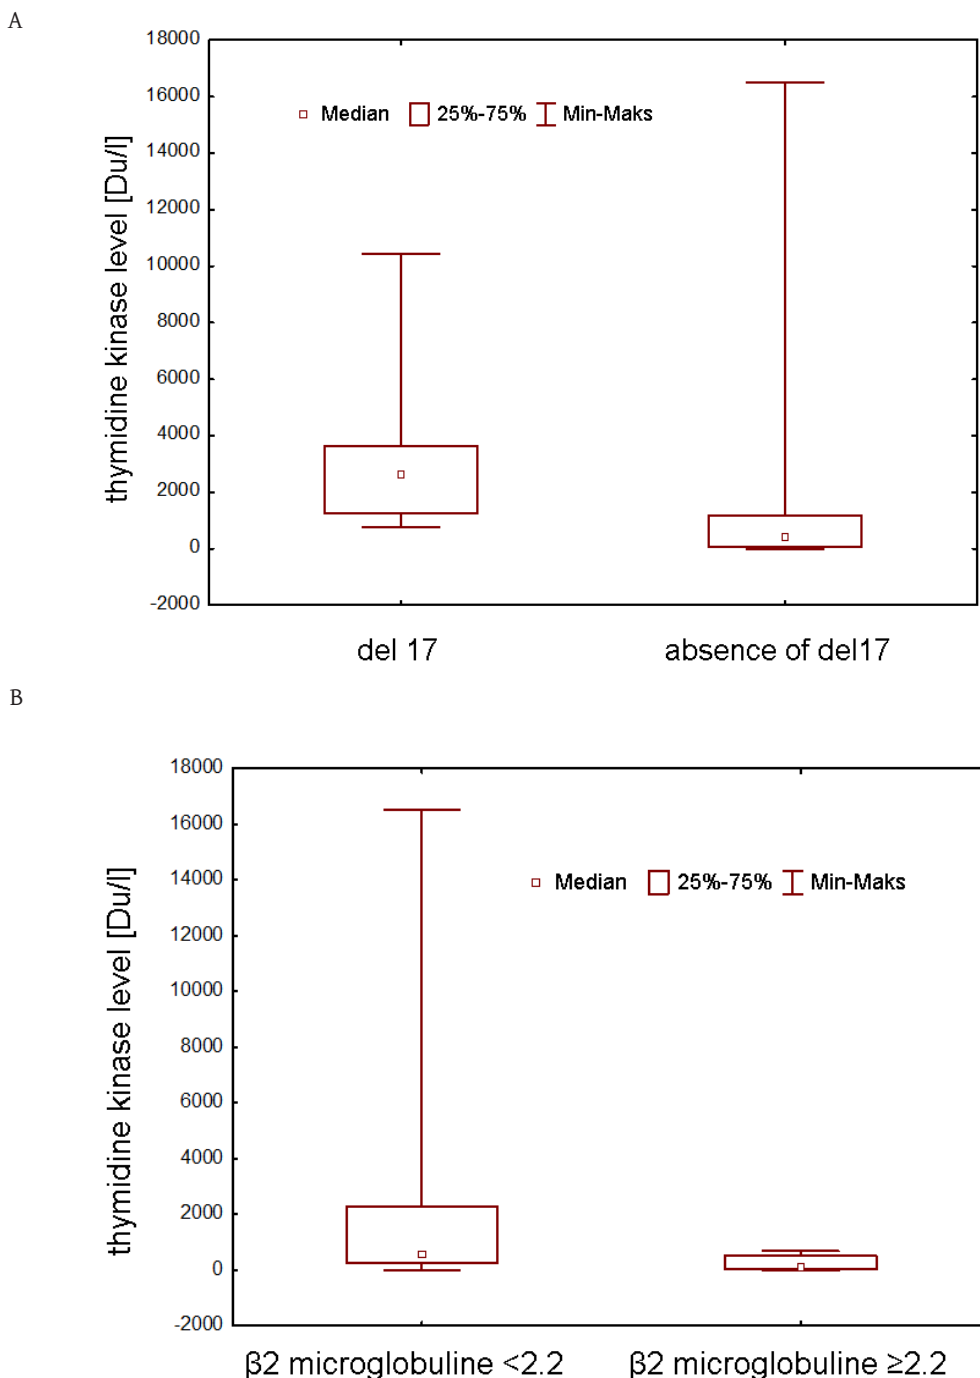 A
18000
16000
14000
12000
10000
8000
6000
4000
2000
0
-2000
thymidine kinase level [Du/l]
Median 25%-75% Min-Maks
del 17 absence of del17
B
18000
16000
14000
12000
10000
8000
6000
4000
2000
0
-2000
thymidine kinase level [Du/l]
Median 25%-75% Min-Maks
β2 microglobuline <2.2 β2 microglobuline ≥2.2